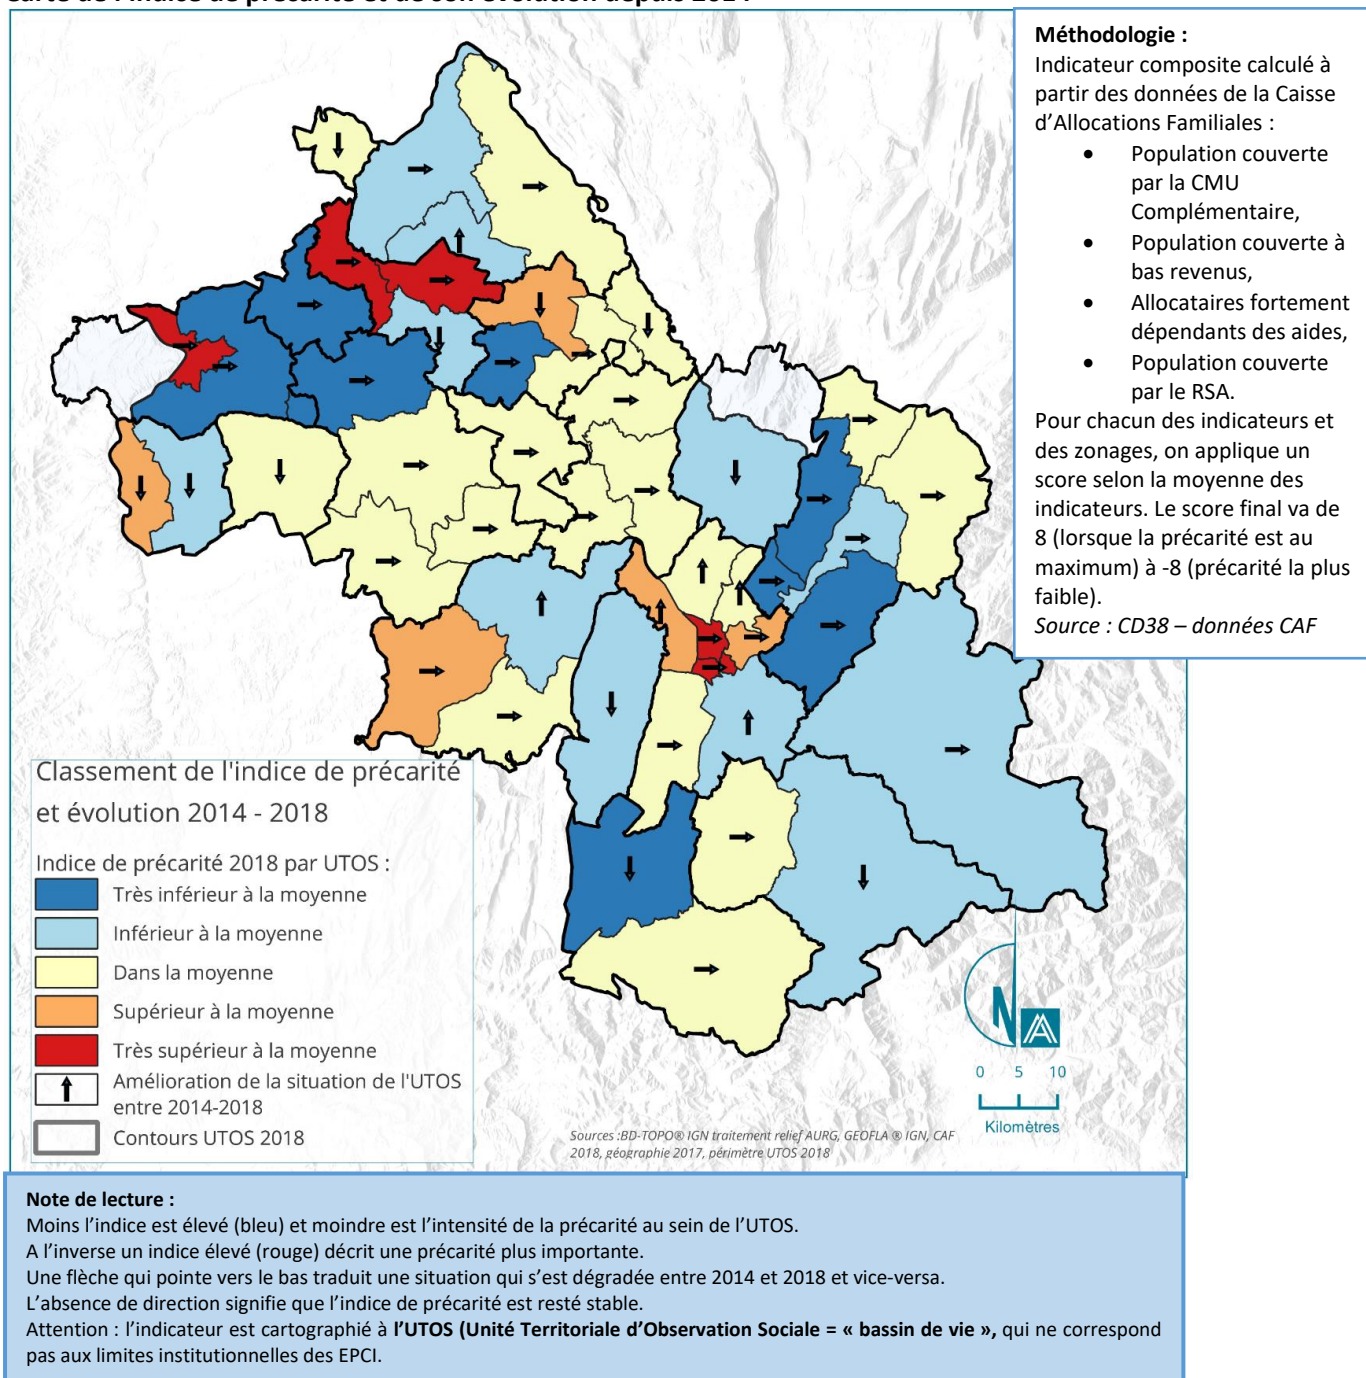 Carte de l'indice de précarité et de son évolution depuis 2014
Méthodologie :
Indicateur composite calculé à
partir des données de la Caisse
d’Allocations Familiales :
• Population couverte
par la CMU
Complémentaire,
• Population couverte à
bas revenus,
• Allocataires fortement
dépendants des aides,
• Population couverte
par le RSA.
Pour chacun des indicateurs et
des zonages, on applique un
score selon la moyenne des
indicateurs. Le score final va de
8 (lorsque la précarité est au
maximum) à -8 (précarité la plus
faible).
Source : CD38 – données CAF
Classement de l'indice de précarité
et évolution 2014 - 2018
Indice de précarité 2018 par UTOS :
Très inférieur à la moyenne
Inférieur à la moyenne
Dans la moyenne
Supérieur à la moyenne
Très supérieur à la moyenne
Amélioration de la situation de l'UTOS
entre 2014-2018
Contours UTOS 2018
N
0 5 10
Kilomètres
Sources :BD-TOPO® IGN traitement relief AURG, GEOFLA ® IGN, CAF
2018, géographie 2017, périmètre UTOS 2018
Note de lecture :
Moins l’indice est élevé (bleu) et moindre est l’intensité de la précarité au sein de l’UTOS.
A l’inverse un indice élevé (rouge) décrit une précarité plus importante.
Une flèche qui pointe vers le bas traduit une situation qui s’est dégradée entre 2014 et 2018 et vice-versa.
L’absence de direction signifie que l’indice de précarité est resté stable.
Attention : l’indicateur est cartographié à l’UTOS (Unité Territoriale d’Observation Sociale = « bassin de vie », qui ne correspond
pas aux limites institutionnelles des EPCI.